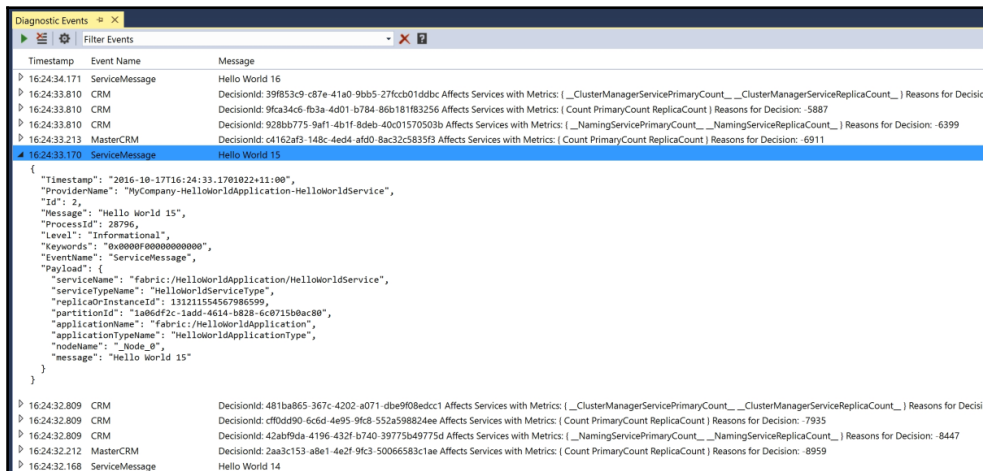 Diagnostic Events
Filter Events
Timestamp Event Name Message
16:24:34.171 ServiceMessage Hello World 16
16:24:33.810 CRM DecisionId: 39f853c9-c87e-41a0-9bb5-27fccb01ddbc Affects Services with Metrics: ( __ClusterManagerServicePrimaryCount__ __ClusterManagerServiceReplicaCount__ ) Reasons for Decisic
16:24:33.810 CRM DecisionId: 9fca34c6-fb3a-4d01-b784-86b181f83256 Affects Services with Metrics: ( Count PrimaryCount ReplicaCount ) Reasons for Decision: -5887
16:24:33.810 CRM DecisionId: 928bb775-9af1-4b1f-8deb-40c01570503b Affects Services with Metrics: ( __NamingServicePrimaryCount__ __NamingServiceReplicaCount__ ) Reasons for Decision: -6399
16:24:33.213 MasterCRM DecisionId: c4162af3-148c-4ed4-afd0-8ac32c5835f3 Affects Services with Metrics: ( Count PrimaryCount ReplicaCount ) Reasons for Decision: -6911
16:24:33.170 ServiceMessage Hello World 15
{
"Timestamp": "2016-10-17T16:24:33.1701022+11:00",
"ProviderName": "MyCompany-HelloWorldApplication-HelloWorldService",
"Id": 2,
"Message": "Hello World 15",
"ProcessId": 28796,
"Level": "Informational",
"Keywords": "0x0000F00000000000",
"EventName": "ServiceMessage",
"Payload": {
"serviceName": "fabric:/HelloWorldApplication/HelloWorldService",
"serviceTypeName": "HelloWorldServiceType",
"replicaOrInstanceId": 131211554567986599,
"partitionId": "1a06df2c-1add-4614-b828-6c0715b0ac80",
"applicationName": "fabric:/HelloWorldApplication",
"applicationTypeName": "HelloWorldApplicationType",
"nodeName": "_Node_0",
"message": "Hello World 15"
}
}
16:24:32.809 CRM DecisionId: 481ba865-367c-4202-a071-dbe9f08edcc1 Affects Services with Metrics: ( __ClusterManagerServicePrimaryCount__ __ClusterManagerServiceReplicaCount__ ) Reasons for Decisi
16:24:32.809 CRM DecisionId: cff0dd90-6c6d-4e95-9fc8-552a598824ee Affects Services with Metrics: ( Count PrimaryCount ReplicaCount ) Reasons for Decision: -7935
16:24:32.809 CRM DecisionId: 42abf9da-4196-432f-b740-39775b49775d Affects Services with Metrics: ( __NamingServicePrimaryCount__ __NamingServiceReplicaCount__ ) Reasons for Decision: -8447
16:24:32.212 MasterCRM DecisionId: 2aa3c153-a8e1-4e2f-9fc3-50066583c1ae Affects Services with Metrics: ( Count PrimaryCount ReplicaCount ) Reasons for Decision: -8959
16:24:32.168 ServiceMessage Hello World 14